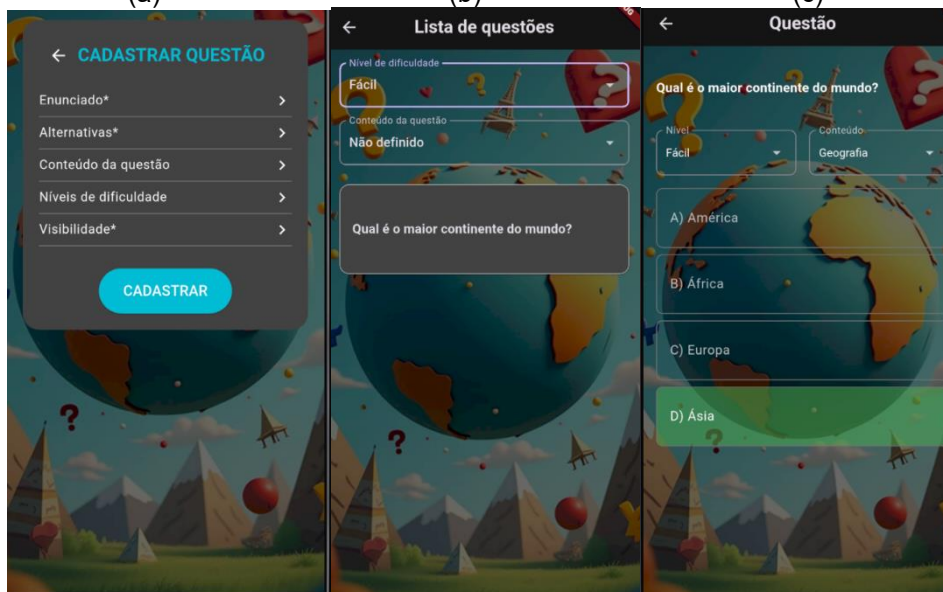 (a)
(b)
(c)
← CADASTRAR QUESTÃO
Enunciado*
Alternativas*
Conteúdo da questão
Níveis de dificuldade
Visibilidade*
CADASTRAR
Lista de questões
Nível de dificuldade
Fácil
Conteúdo da questão
Não definido
Qual é o maior continente do mundo?
Questão
Qual é o maior continente do mundo?
Nível
Fácil
Conteúdo
Geografia
A) América
B) África
C) Europa
D) Ásia